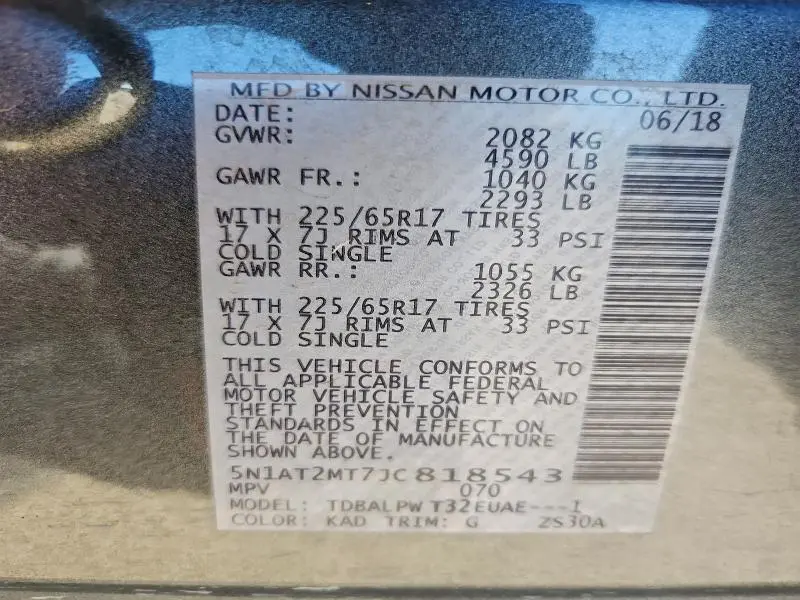 MFD BY NISSAN MOTOR CO., LTD.
DATE: 06/18
GVWR: 2082 KG
4590 LB
GAWR FR.: 1040 KG
2293 LB
WITH 225/65R17 TIRES
17 X 7J RIMS AT 33 PSI
COLD SINGLE
GAWR RR.: 1055 KG
2326 LB
WITH 225/65R17 TIRES
17 X 7J RIMS AT 33 PSI
COLD SINGLE
THIS VEHICLE CONFORMS TO
ALL APPLICABLE FEDERAL
MOTOR VEHICLE SAFETY AND
THEFT PREVENTION
STANDARDS IN EFFECT ON
THE DATE OF MANUFACTURE
SHOWN ABOVE.
5N1AT2MT7JC818543
MPV 070
MODEL: TDBALPW T32EUAE---1
COLOR: KAD TRIM: G ZS30A